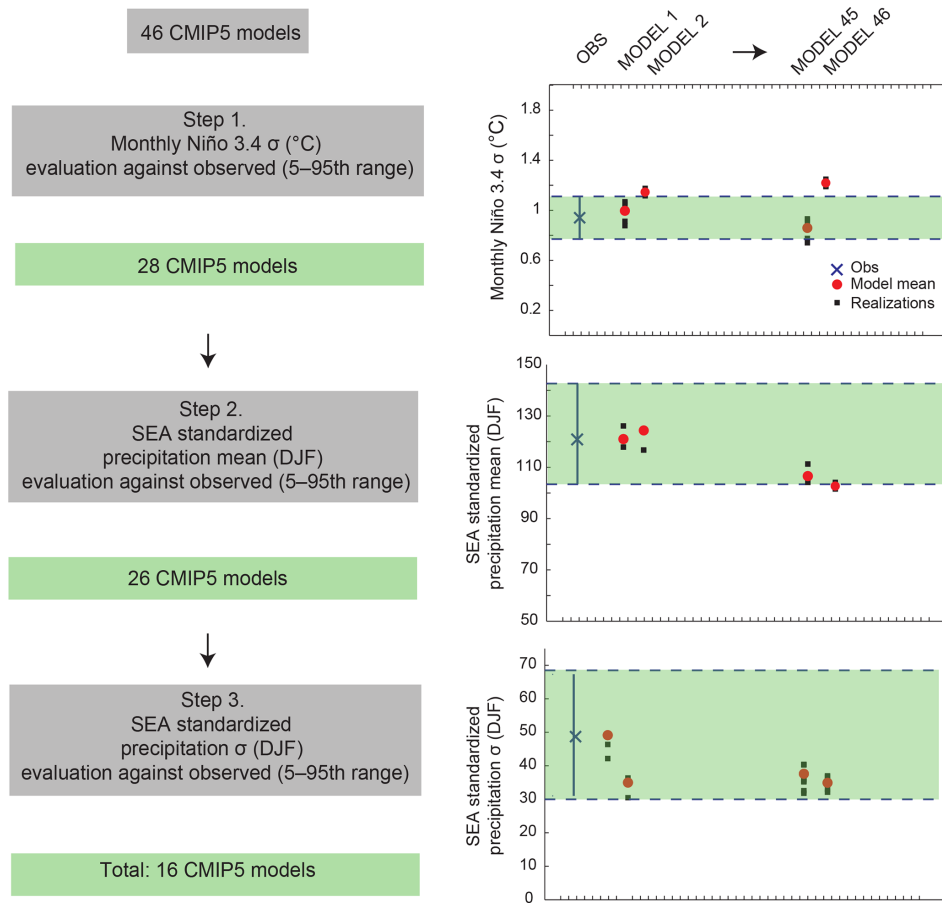 46 CMIP5 models
Step 1.
Monthly Niño 3.4 σ (°C)
evaluation against observed (5–95th range)
28 CMIP5 models
Step 2.
SEA standardized
precipitation mean (DJF)
evaluation against observed (5–95th range)
26 CMIP5 models
Step 3.
SEA standardized
precipitation σ (DJF)
evaluation against observed (5–95th range)
Total: 16 CMIP5 models
OBS
MODEL 1
MODEL 2
MODEL 45
MODEL 46
Monthly Niño 3.4 σ (°C)
1.8
1.4
1
0.6
0.2
Obs
Model mean
Realizations
SEA standardized
precipitation mean (DJF)
150
130
110
90
70
50
SEA standardized
precipitation σ (DJF)
70
60
50
40
30
20
10
0